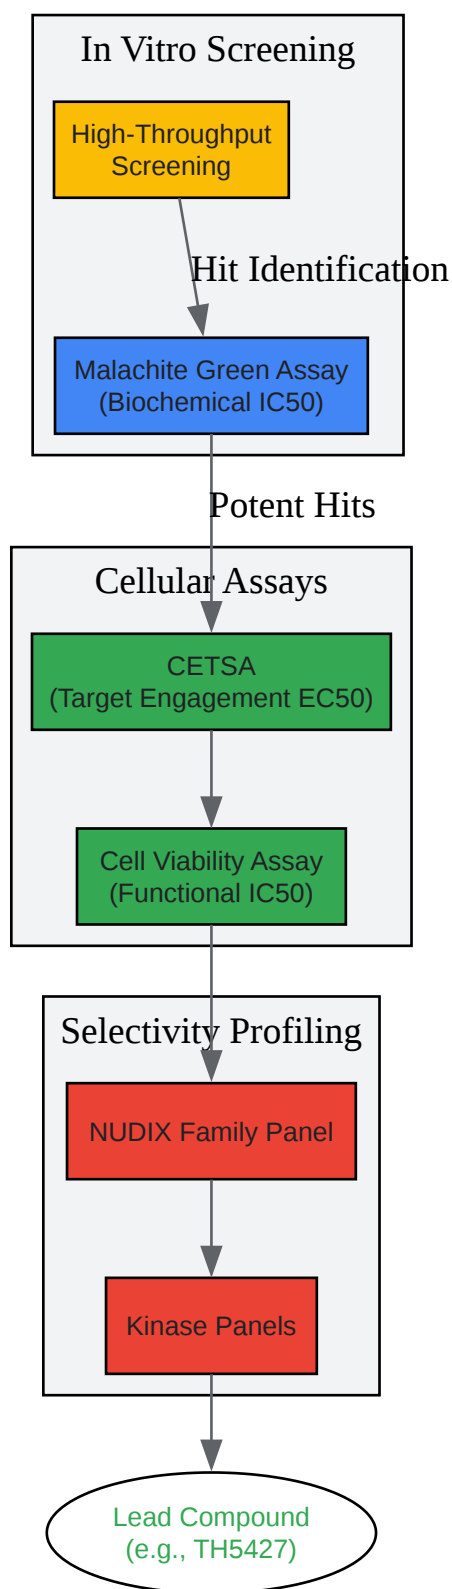 In Vitro Screening
High-Throughput
Screening
Hit Identification
Malachite Green Assay
(Biochemical IC50)
Potent Hits
Cellular Assays
CETSA
(Target Engagement EC50)
Cell Viability Assay
(Functional IC50)
Selectivity Profiling
NUDIX Family Panel
Kinase Panels
Lead Compound
(e.g., TH5427)